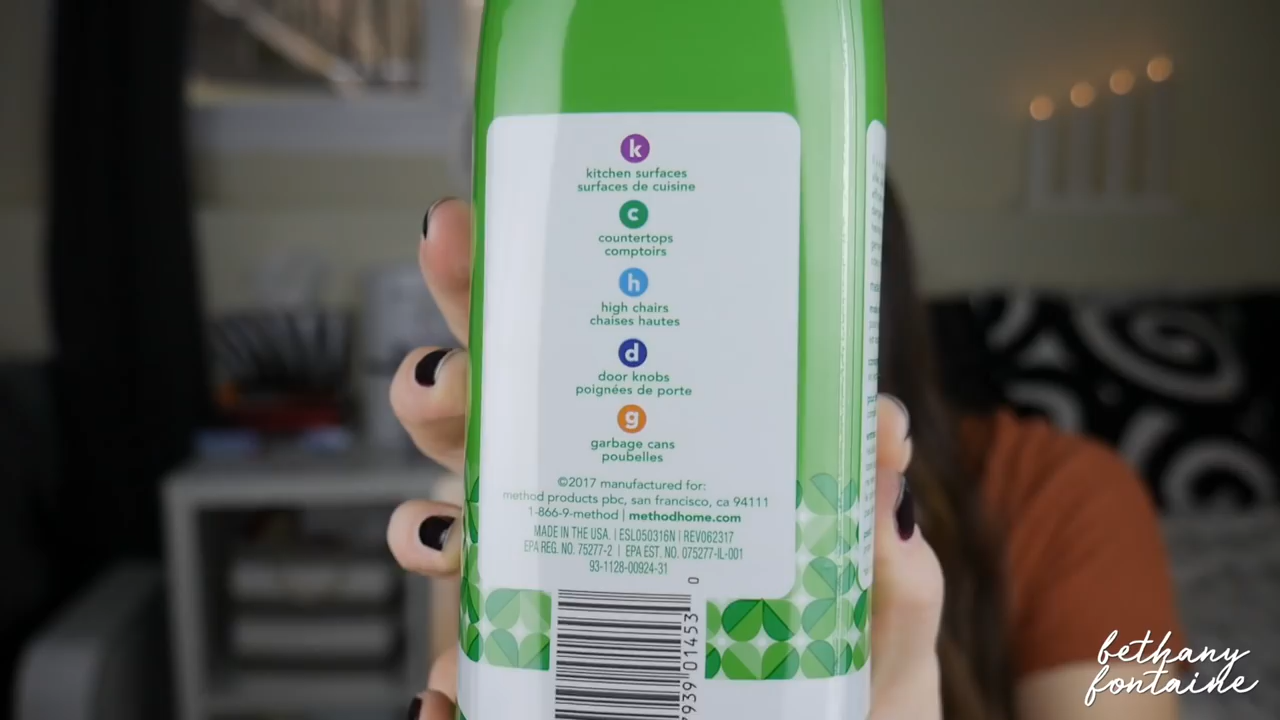 k
kitchen surfaces
surfaces de cuisine
c
countertops
comptoirs
h
high chairs
chaises hautes
d
door knobs
poignées de porte
g
garbage cans
poubelles
©2017 manufactured for:
method products pbc, san francisco, ca 94111
1-866-9-method | methodhome.com
MADE IN THE USA. | ESL050316N | REV062317
EPA REG. NO. 75277-2 | EPA EST. NO. 075277-IL-001
93-1128-00924-31
0
7939 01453
bethany
fontaine